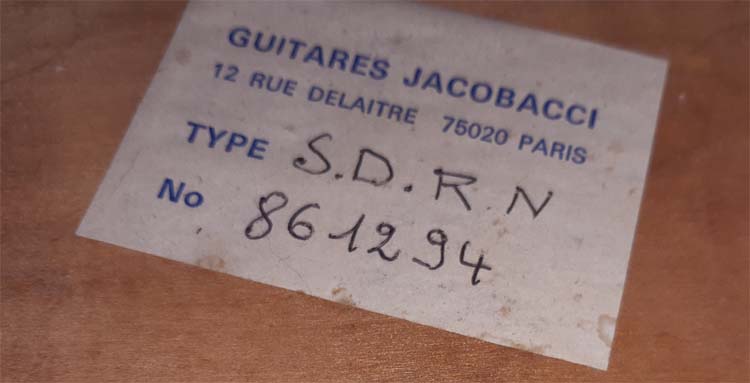 GUITARES JACOBACCI
12 RUE DELAITRE 75020 PARIS
TYPE S.D.R.N
No 861294